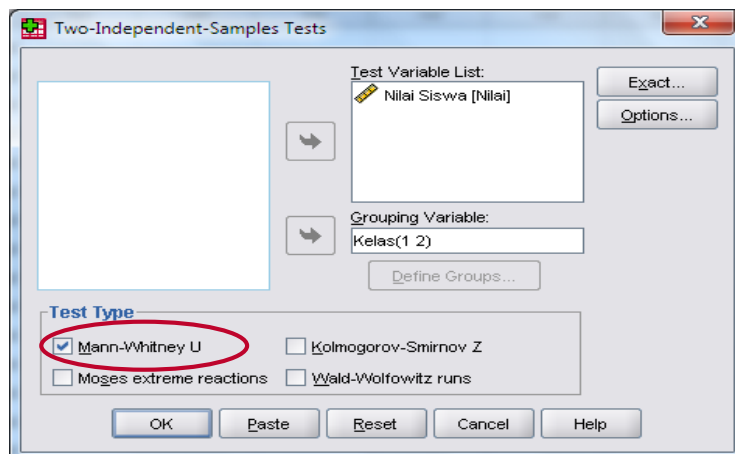 Two-Independent-Samples Tests
Test Variable List:
Nilai Siswa [Nilai]
Exact...
Options...
Grouping Variable:
Kelas(1 2)
Define Groups...
Test Type
Mann-Whitney U
Kolmogorov-Smirnov Z
Moses extreme reactions
Wald-Wolfowitz runs
OK
Paste
Reset
Cancel
Help